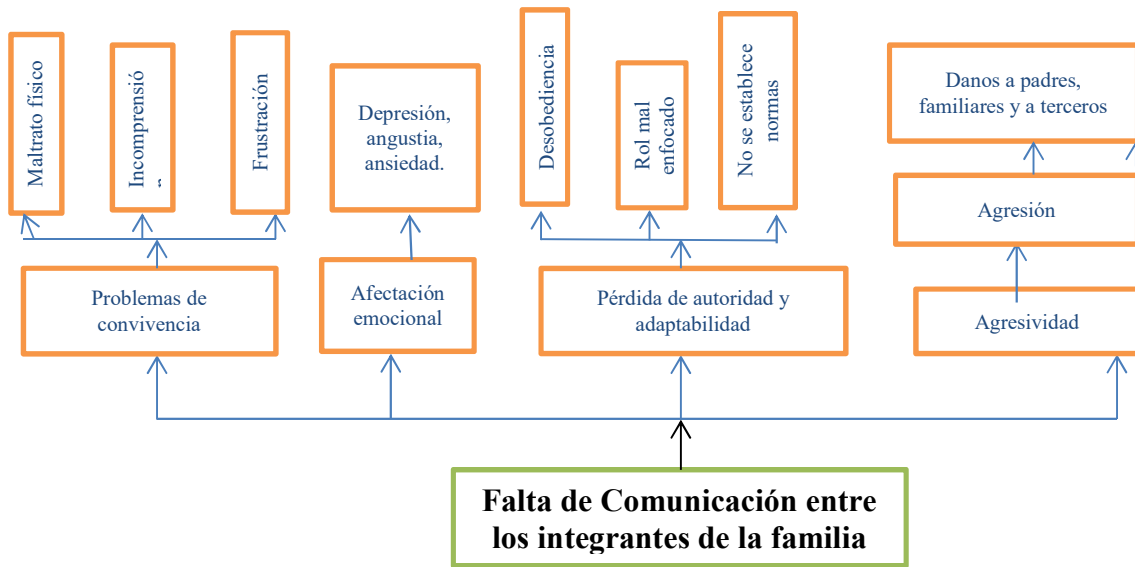 Maltrato físico
Incomprensió
Frustración
Depresión,
angustia,
ansiedad.
Desobediencia
Rol mal
enfocado
No se establece
normas
Danos a padres,
familiares y a terceros
Agresión
Problemas de
convivencia
Afectación
emocional
Pérdida de autoridad y
adaptabilidad
Agresividad
Falta de Comunicación entre
los integrantes de la familia